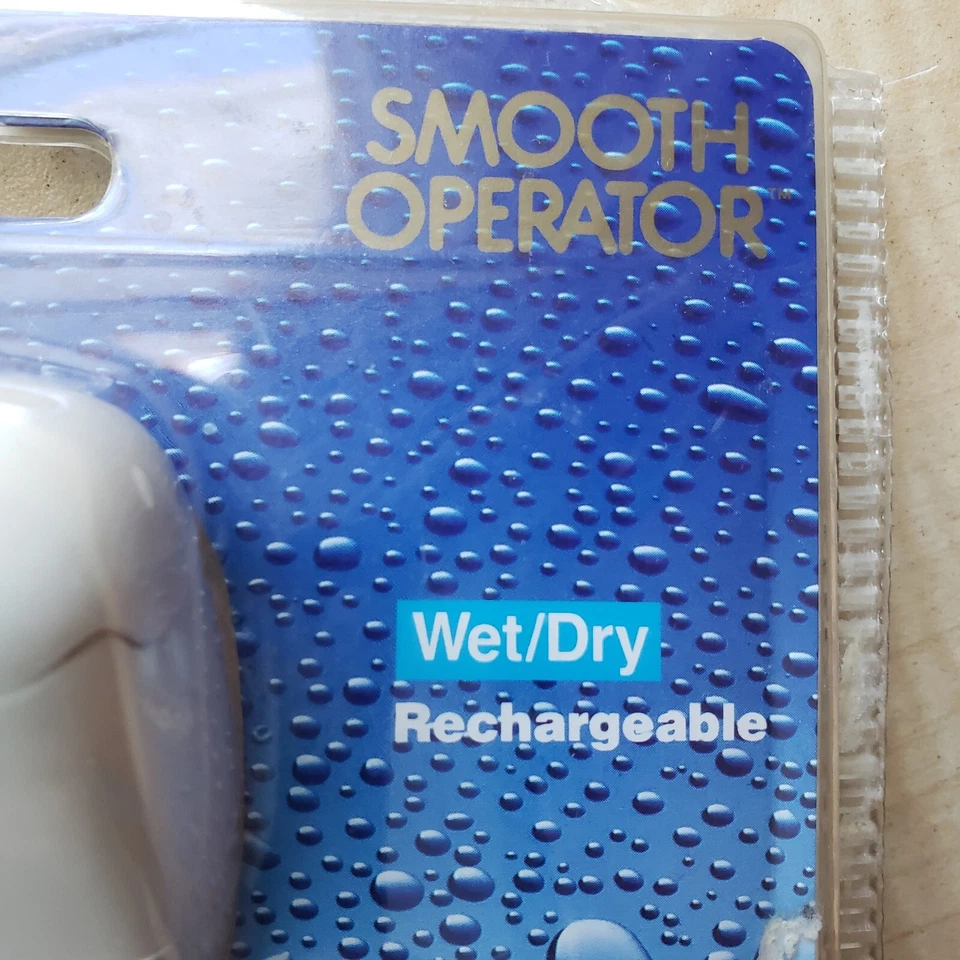 SMOOTH
OPERATOR™
Wet/Dry
Rechargeable